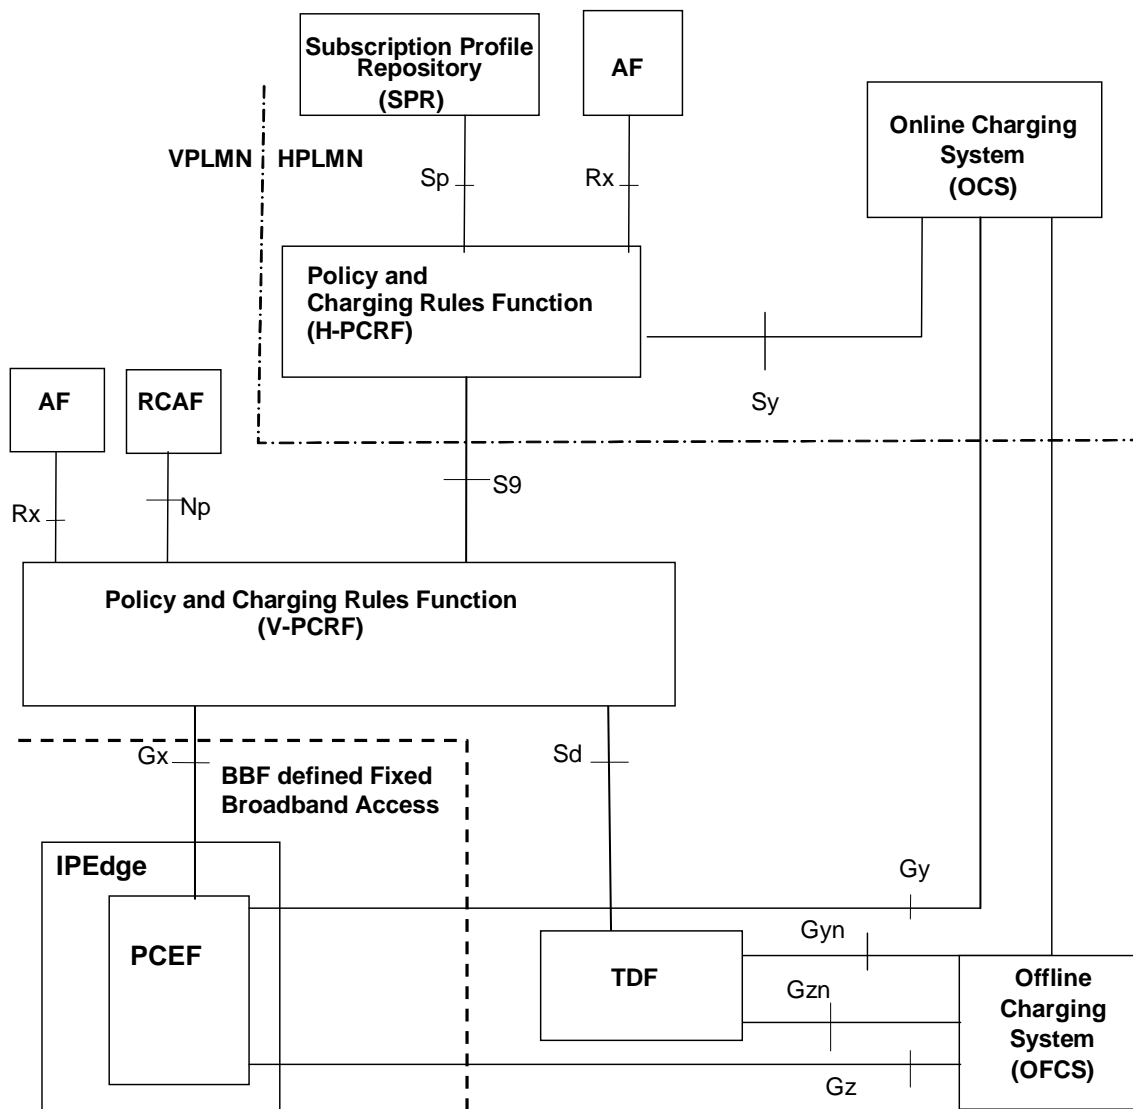 Subscription Profile
Repository
(SPR)
AF
Online Charging
System
(OCS)
VPLMN
HPLMN
Sp
Rx
Policy and
Charging Rules Function
(H-PCRF)
Sy
AF
RCAF
Rx
Np
S9
Policy and Charging Rules Function
(V-PCRF)
Gx
Sd
BBF defined Fixed
Broadband Access
IPEdge
PCEF
Gy
Gyn
TDF
Gzn
Offline
Charging
System
(OFCS)
Gz